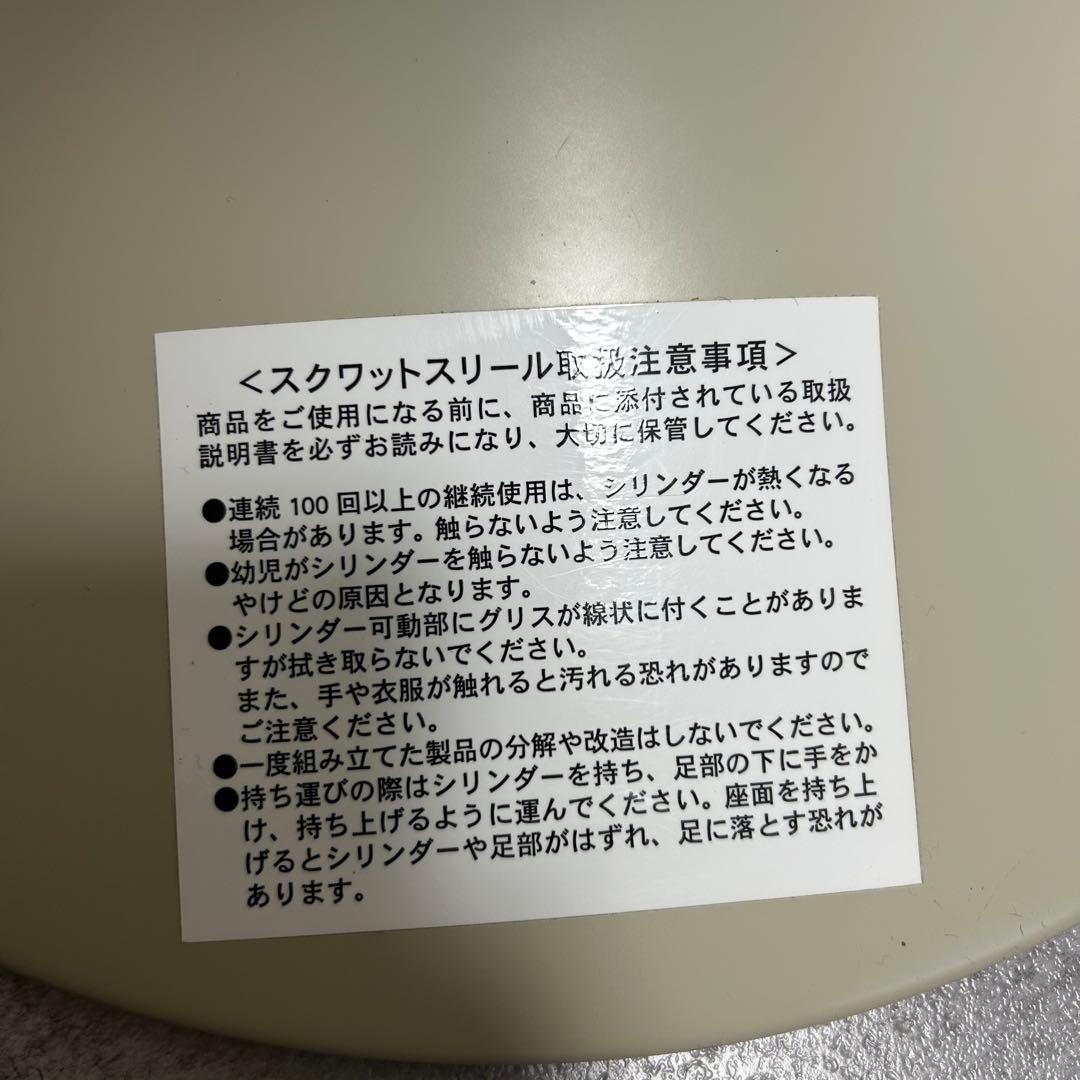 ＜スクワットスリール取扱注意事項＞
商品をご使用になる前に、商品に添付されている取扱
説明書を必ずお読みになり、大切に保管してください。
●連続 100 回以上の継続使用は、シリンダーが熱くなる
場合があります。触らないよう注意してください。
●幼児がシリンダーを触らないよう注意してください。
やけどの原因となります。
●シリンダー可動部にグリスが線状に付くことがありま
すが拭き取らないでください。
また、手や衣服が触れると汚れる恐れがありますので
ご注意ください。
●一度組み立てた製品の分解や改造はしないでください。
●持ち運びの際はシリンダーを持ち、足部の下に手をか
け、持ち上げるように運んでください。座面を持ち上
げるとシリンダーや足部がはずれ、足に落とす恐れが
あります。